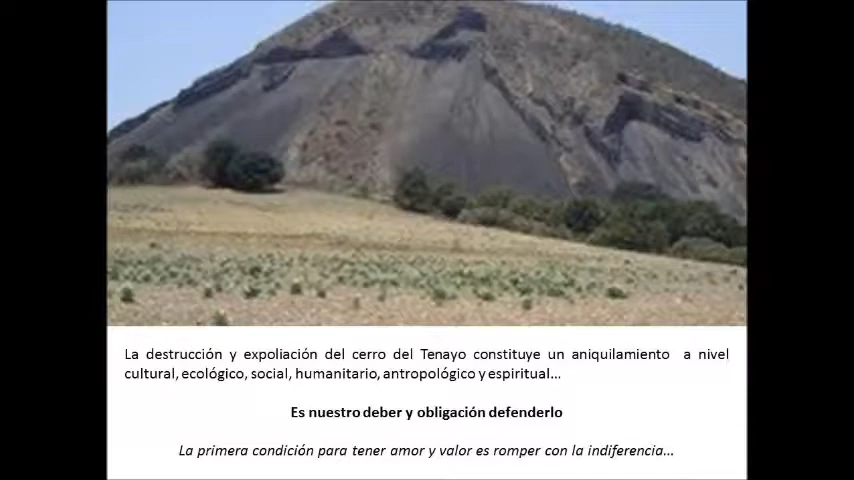 La destrucción y expoliación del cerro del Tenayo constituye un aniquilamiento a nivel
cultural, ecológico, social, humanitario, antropológico y espiritual...
Es nuestro deber y obligación defenderlo
La primera condición para tener amor y valor es romper con la indiferencia...